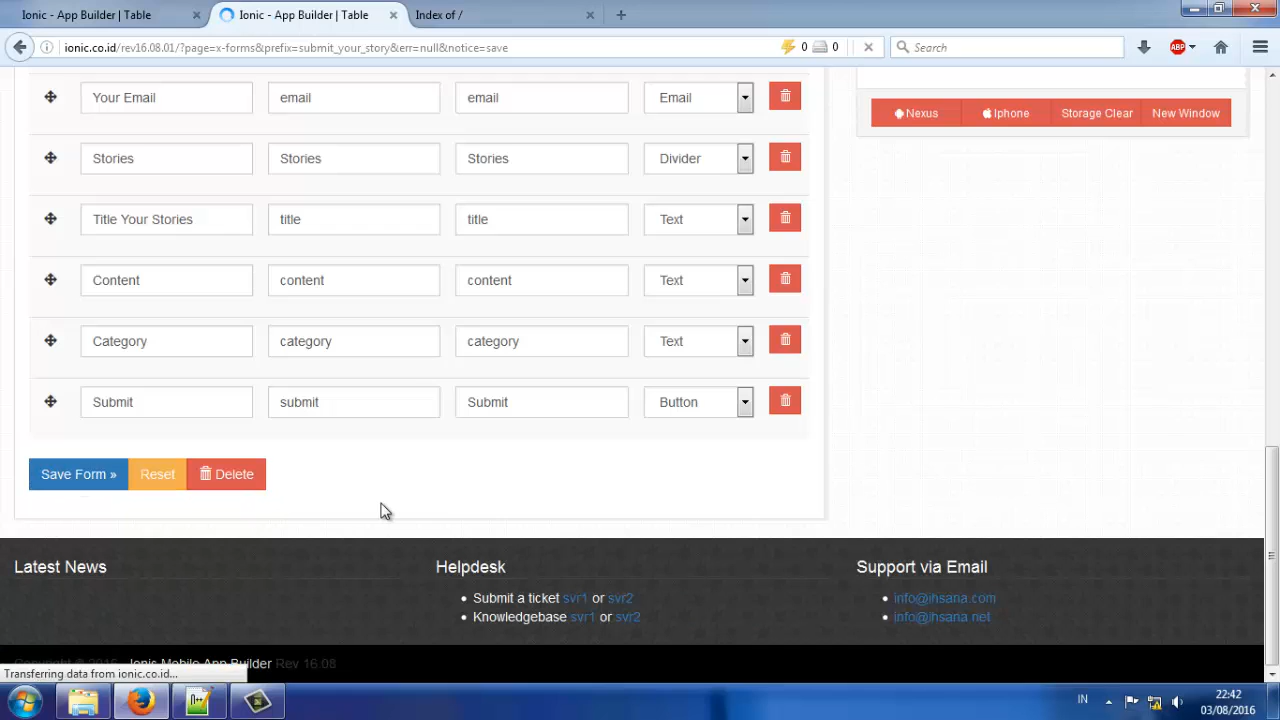 Ionic - App Builder | Table
Ionic - App Builder | Table
Index of /
ionic.co.id/rev16.08.01/?page=x-forms&prefix=submit_your_story&err=null&notice=save
0
0
Search
ABP
Your Email email email Email
Stories Stories Stories Divider
Title Your Stories title title Text
Content content content Text
Category category category Text
Submit submit Submit Button
Save Form » Reset Delete
Nexus Iphone Storage Clear New Window
Latest News
Helpdesk
Submit a ticket svr1 or svr2
Knowledgebase svr1 or svr2
Support via Email
info@ihsana.com
info@ihsana.net
Copyright © 2016 Ionic Mobile App Builder Rev 16.08
Transferring data from ionic.co.id...
IN
22:42
03/08/2016